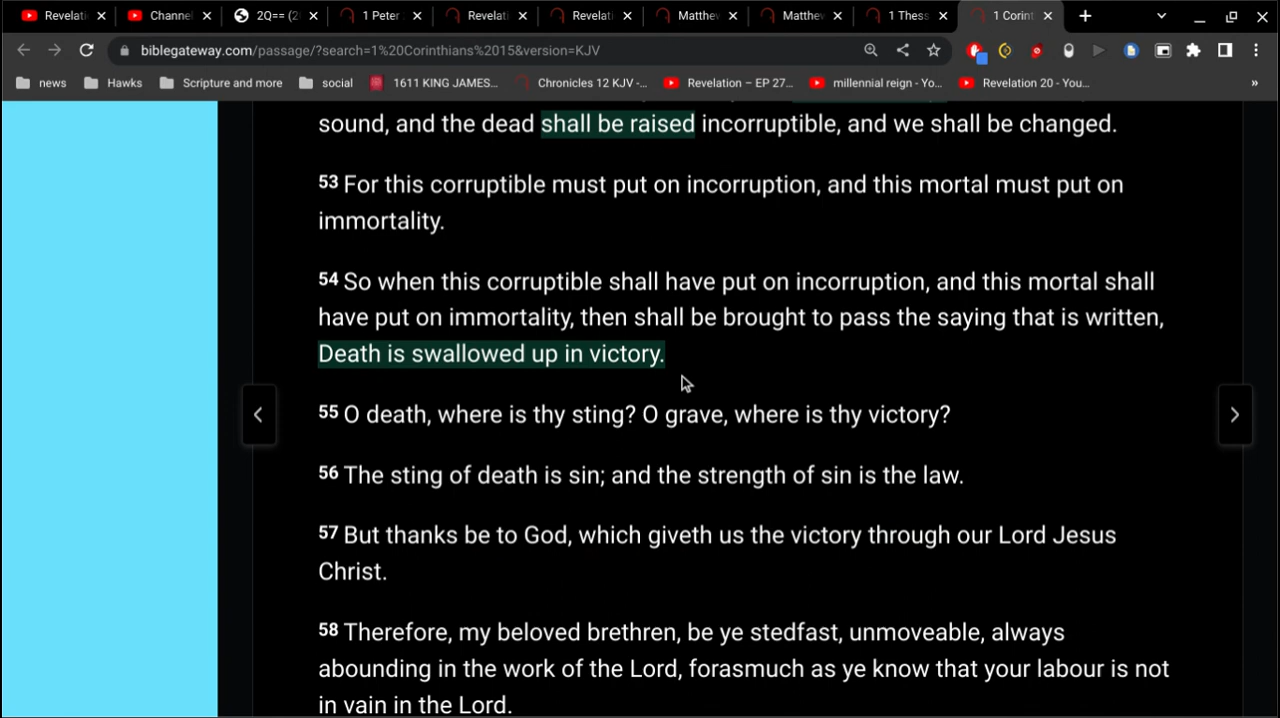 Revelati
Channel
2Q== (2
1 Peter
Revelati
Revelati
Matthew
Matthew
1 Thess
1 Corint
biblegateway.com/passage/?search=1%20Corinthians%2015&version=KJV
news
Hawks
Scripture and more
social
1611 KING JAMES...
Chronicles 12 KJV -...
Revelation – EP 27...
millennial reign - Yo...
Revelation 20 - You...
»
sound, and the dead shall be raised incorruptible, and we shall be changed.
53 For this corruptible must put on incorruption, and this mortal must put on
immortality.
54 So when this corruptible shall have put on incorruption, and this mortal shall
have put on immortality, then shall be brought to pass the saying that is written,
Death is swallowed up in victory.
55 O death, where is thy sting? O grave, where is thy victory?
56 The sting of death is sin; and the strength of sin is the law.
57 But thanks be to God, which giveth us the victory through our Lord Jesus
Christ.
58 Therefore, my beloved brethren, be ye stedfast, unmoveable, always
abounding in the work of the Lord, forasmuch as ye know that your labour is not
in vain in the Lord.